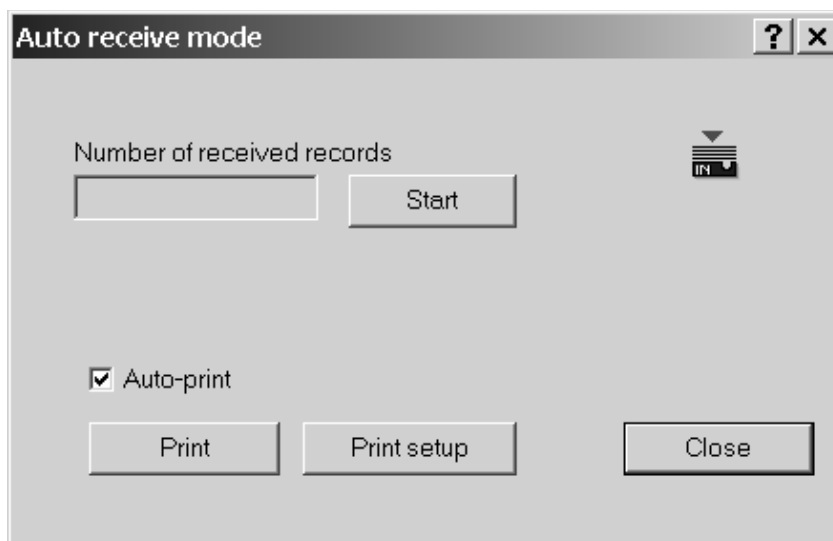 Auto receive mode
?
Number of received records
IN
Start
Auto-print
Print
Print setup
Close